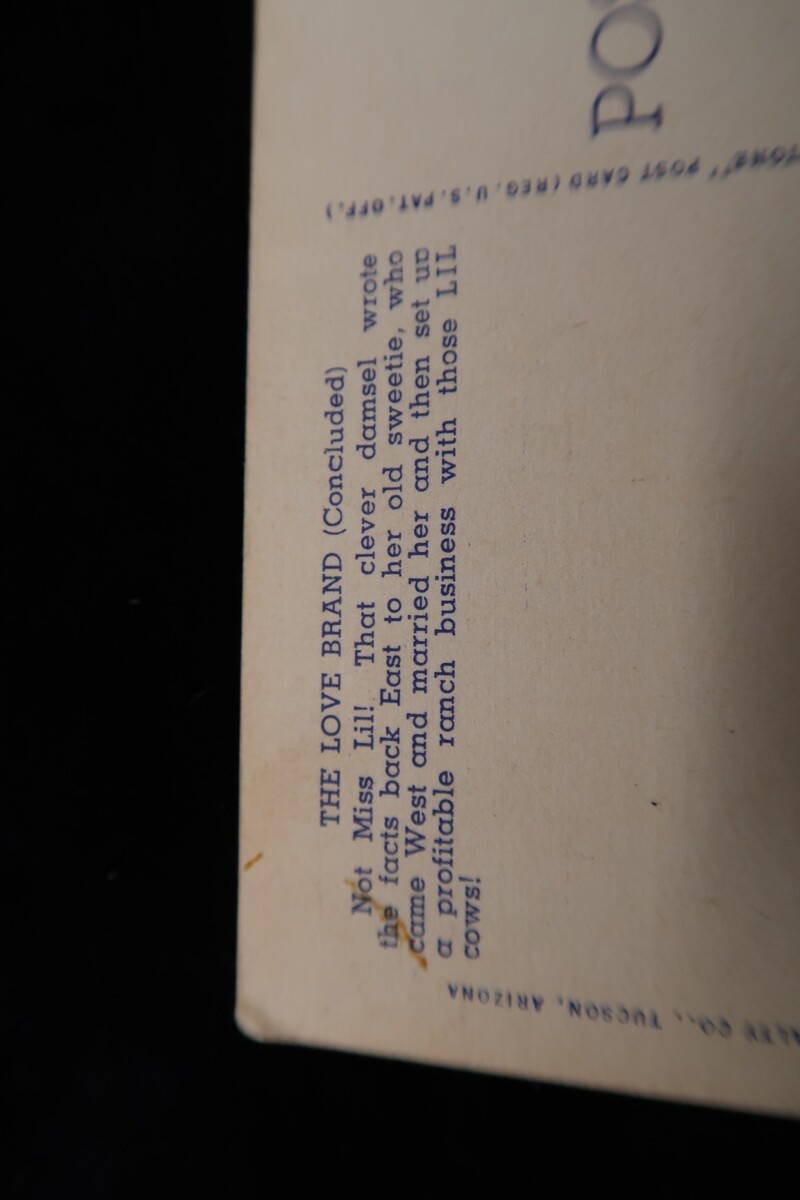 THE LOVE BRAND (Concluded)
Not Miss Lil! That clever damsel wrote
the facts back East to her old sweetie, who
came West and married her and then set up
a profitable ranch business with those LIL
cows!
POST CARD (REG. U.S. PAT. OFF.)
CO., TUCSON, ARIZONA